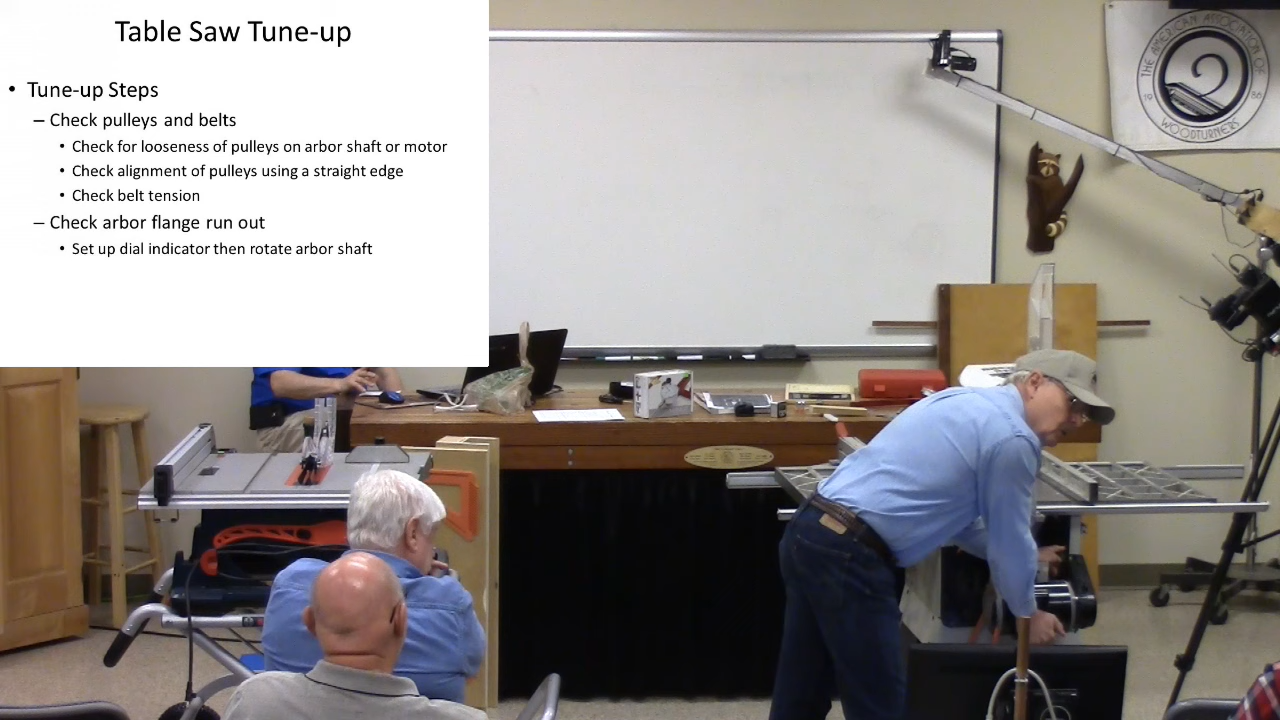 Table Saw Tune-up
• Tune-up Steps
– Check pulleys and belts
• Check for looseness of pulleys on arbor shaft or motor
• Check alignment of pulleys using a straight edge
• Check belt tension
– Check arbor flange run out
• Set up dial indicator then rotate arbor shaft
THE AMERICAN ASSOCIATION OF
19 86
WOODTURNERS